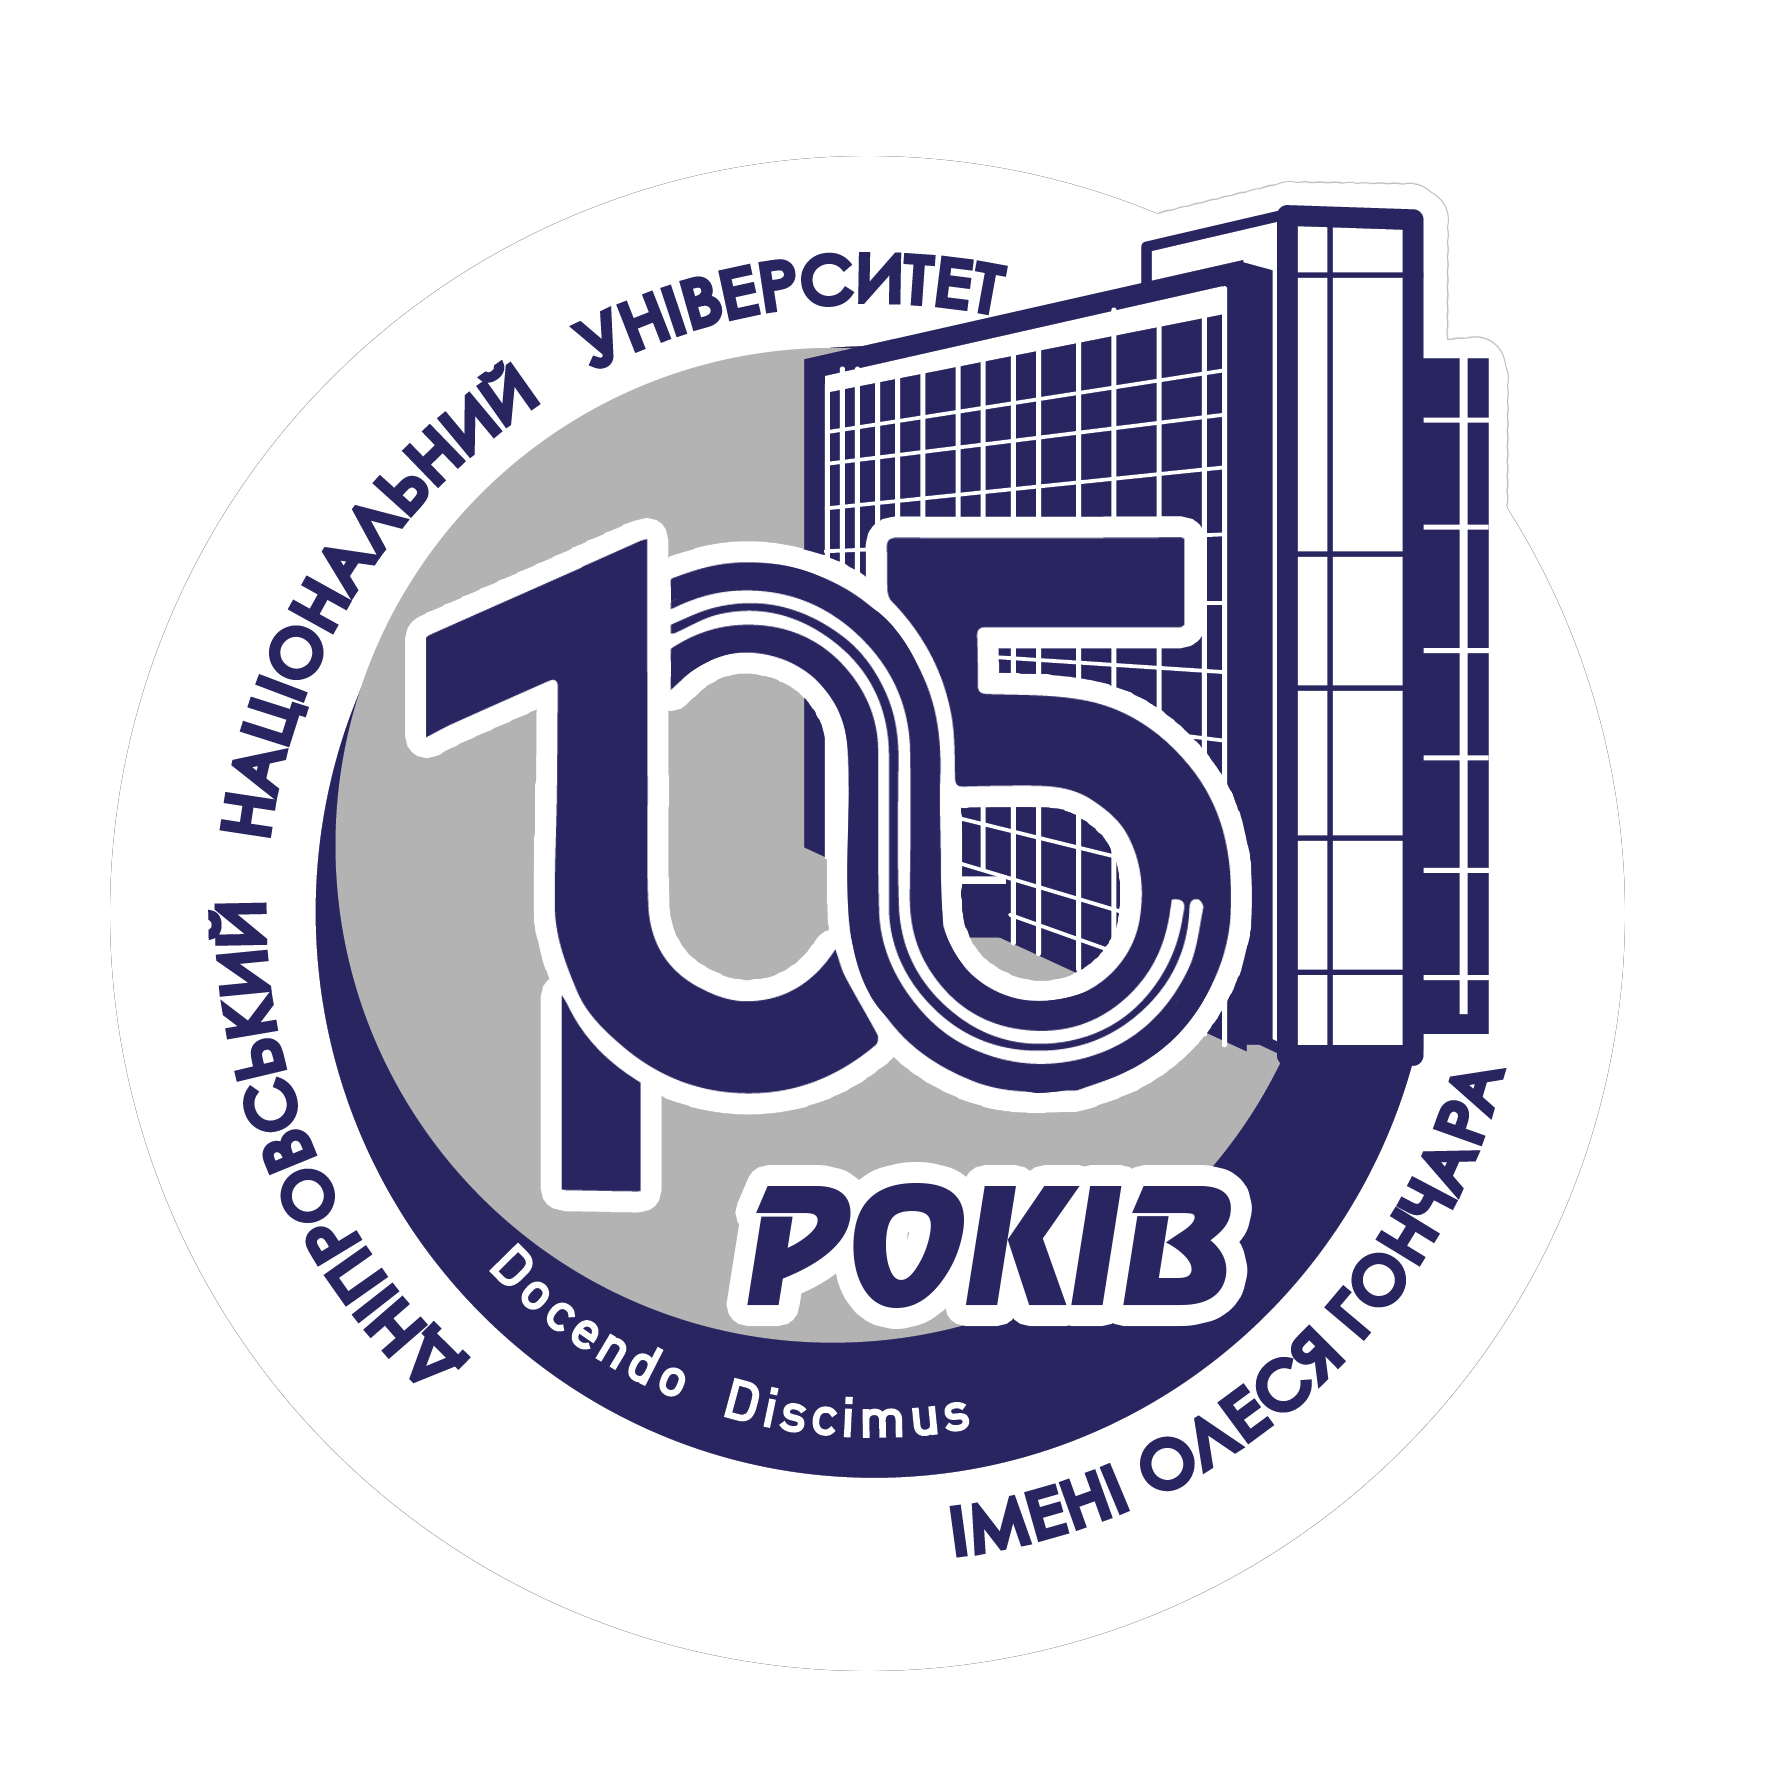 ДНІПРОВСЬКИЙ НАЦІОНАЛЬНИЙ УНІВЕРСИТЕТ
105
РОКІВ
Docendo Discimus
ІМЕНІ ОЛЕСЯ ГОНЧАРА